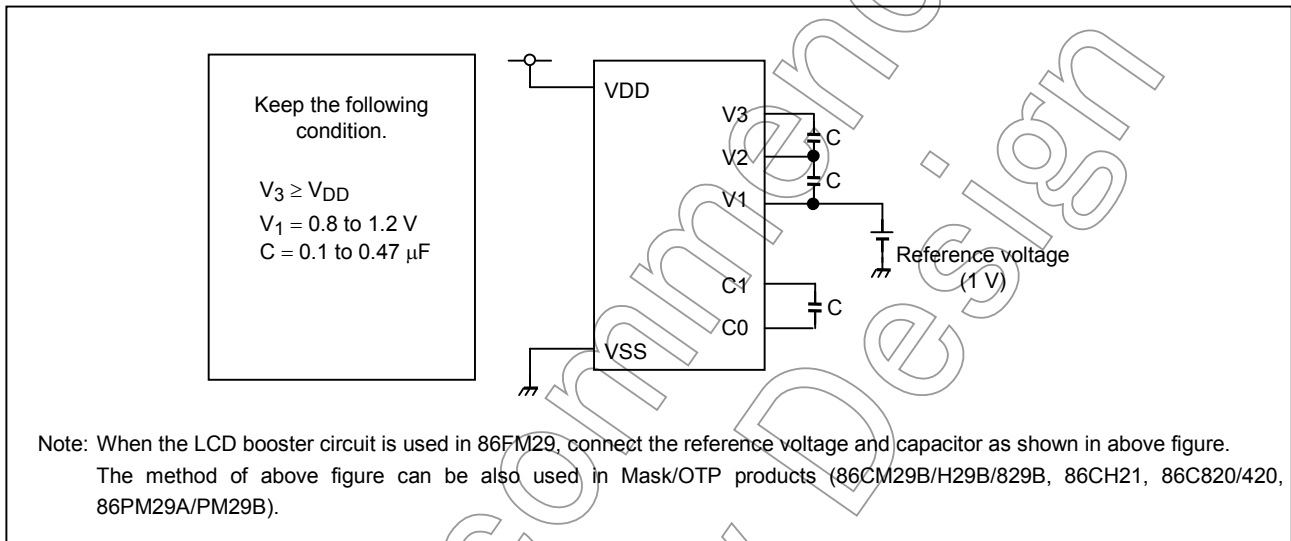 Keep the following
condition.
V3 ≥ VDD
V1 = 0.8 to 1.2 V
C = 0.1 to 0.47 μF
VDD
V3
C
V2
C
V1
Reference voltage
(1 V)
C1
C
C0
VSS
Note: When the LCD booster circuit is used in 86FM29, connect the reference voltage and capacitor as shown in above figure.
The method of above figure can be also used in Mask/OTP products (86CM29B/H29B/829B, 86CH21, 86C820/420,
86PM29A/PM29B).
ommen
Design